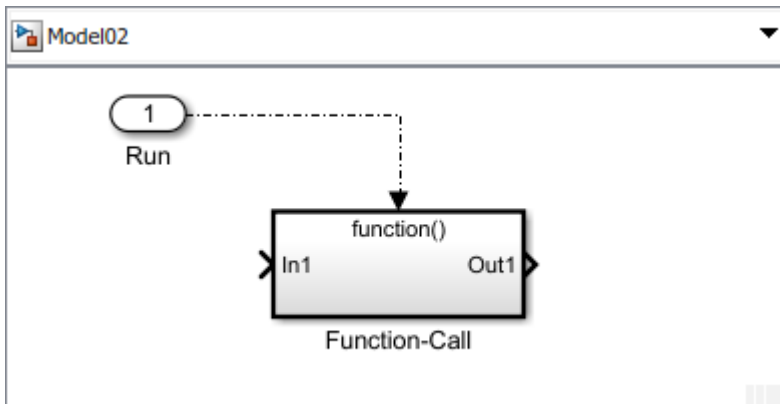 Model02
1
Run
function()
In1 Out1
Function-Call